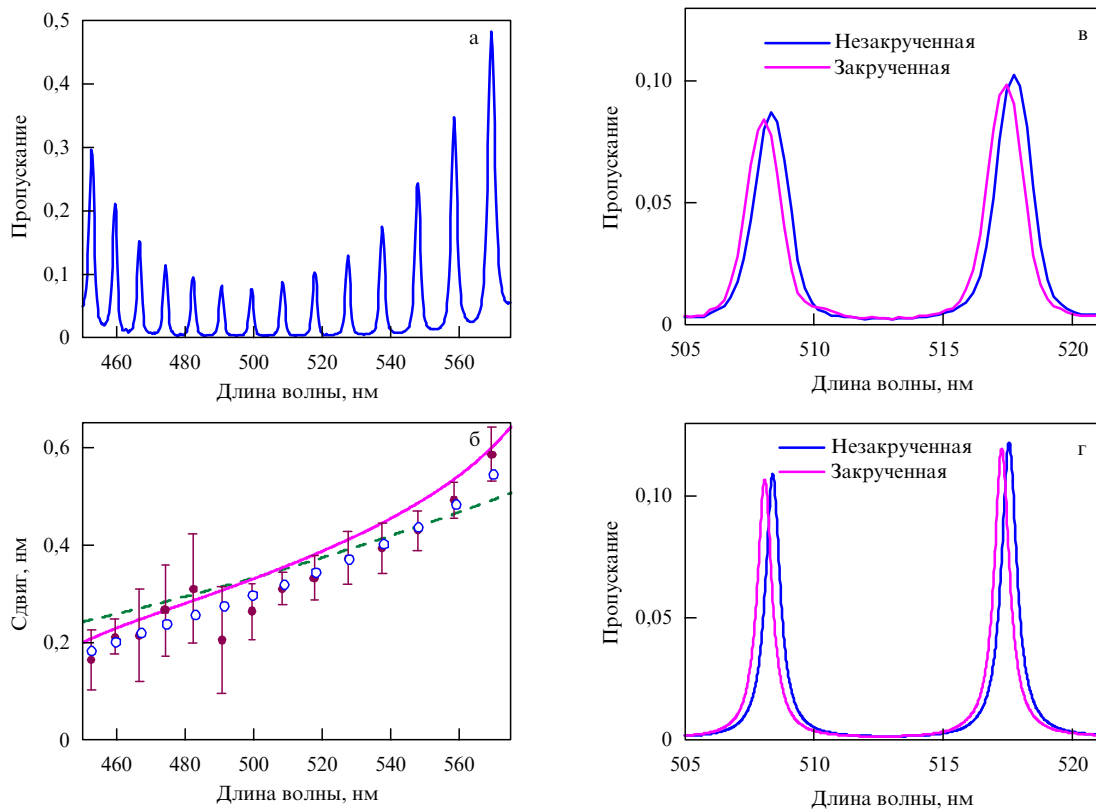 а
0,5
0,4
0,3
0,2
0,1
0
Пропускание
460 480 500 520 540 560
Длина волны, нм
в
Незакрученная
Закрученная
0,10
0,05
0
Пропускание
505 510 515 520
Длина волны, нм
б
0,6
0,4
0,2
0
Сдвиг, нм
460 480 500 520 540 560
Длина волны, нм
г
Незакрученная
Закрученная
0,10
0,05
0
Пропускание
505 510 515 520
Длина волны, нм